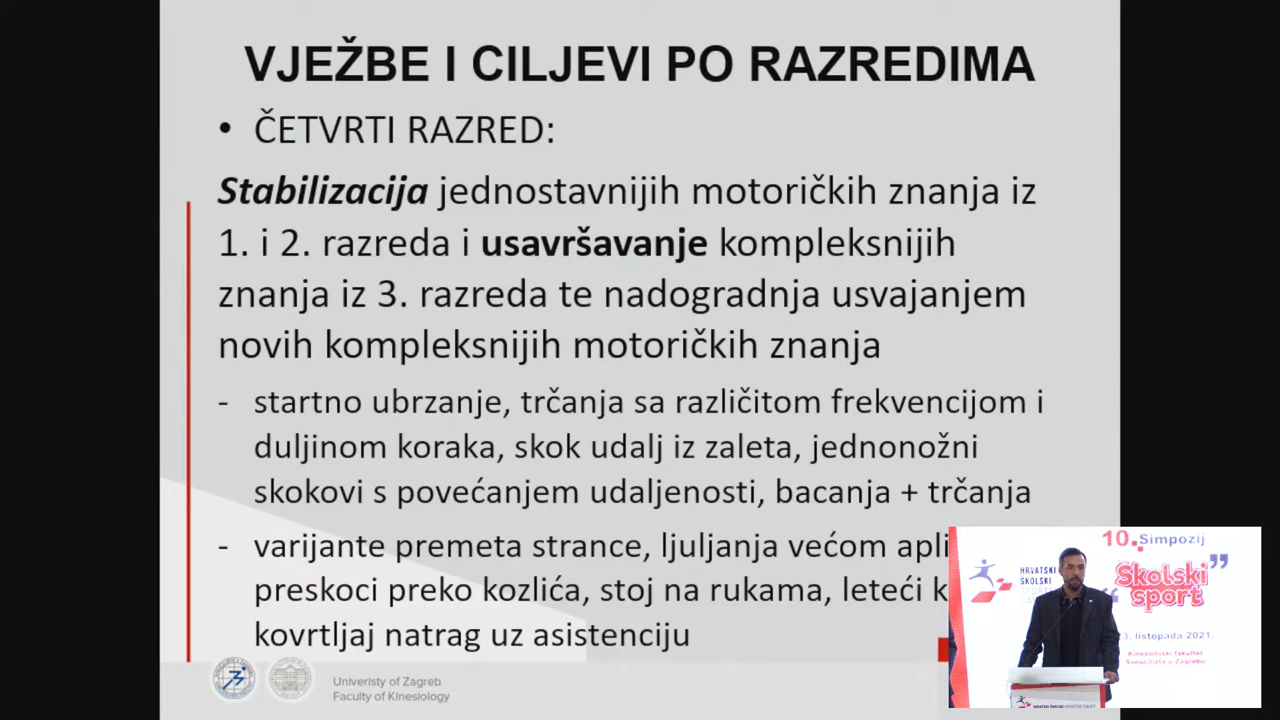 VJEŽBE I CILJEVI PO RAZREDIMA
• ČETVRTI RAZRED:
Stabilizacija jednostavnijih motoričkih znanja iz
1. i 2. razreda i usavršavanje kompleksnijih
znanja iz 3. razreda te nadogradnja usvajanjem
novih kompleksnijih motoričkih znanja
- startno ubrzanje, trčanja sa različitom frekvencijom i
duljinom koraka, skok udalj iz zaleta, jednonožni
skokovi s povećanjem udaljenosti, bacanja + trčanja
- varijante premeta strance, ljuljanja većom apli
preskoci preko kozlića, stoj na rukama, leteći k
kovrtljaj natrag uz asistenciju
Univeristy of Zagreb
Faculty of Kinesiology
10. Simpozij
„Školski
sport”
HRVATSKI
ŠKOLSKI
23. listopada 2021.
Kineziološki fakultet
Sveučilišta u Zagrebu